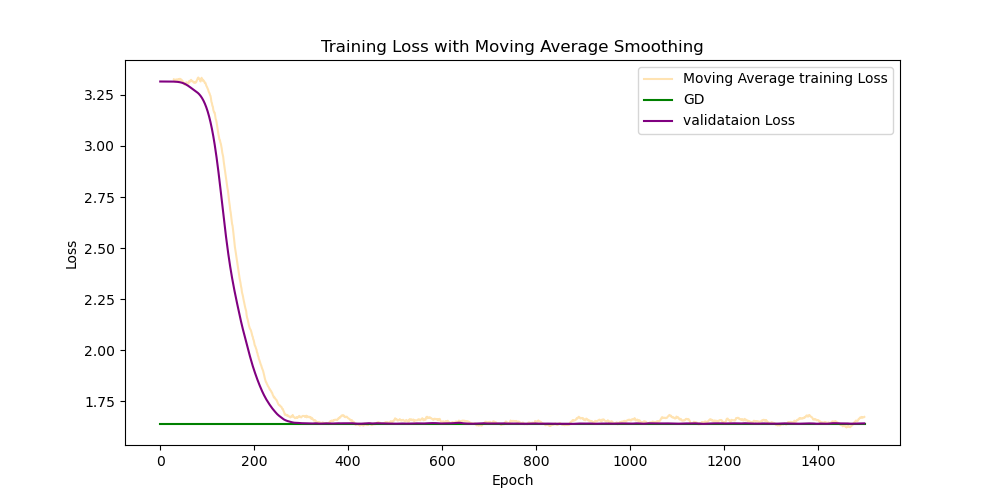 Training Loss with Moving Average Smoothing
Moving Average training Loss
GD
validataion Loss
Loss
3.25
3.00
2.75
2.50
2.25
2.00
1.75
0 200 400 600 800 1000 1200 1400
Epoch